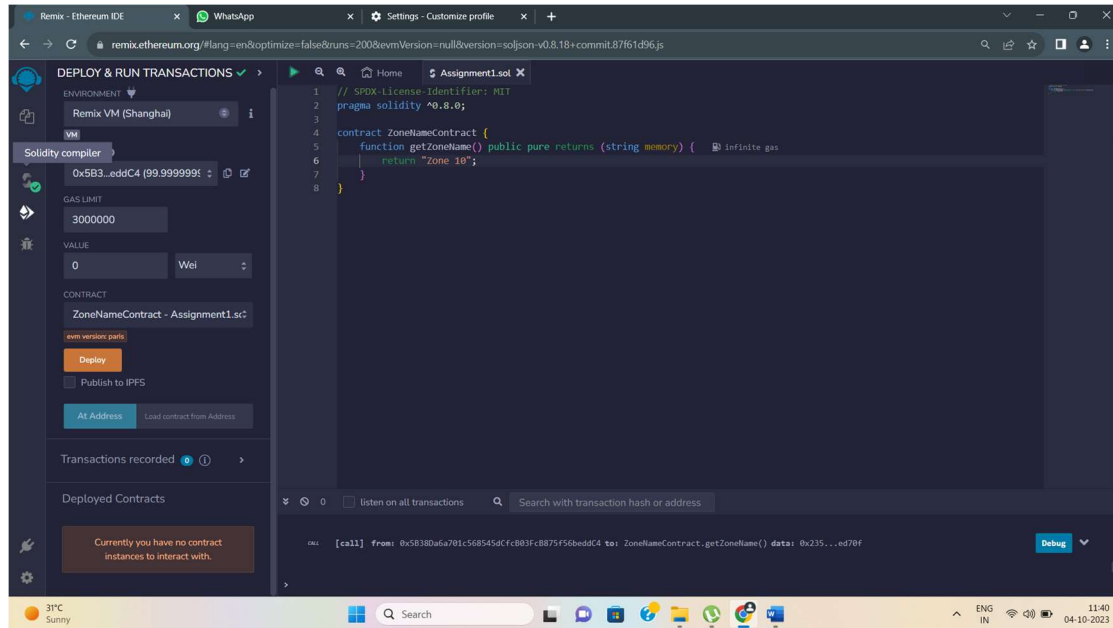 Remix - Ethereum IDE
WhatsApp
Settings - Customize profile
remix.ethereum.org/#lang=en&optimize=false&runs=200&evmVersion=null&version=soljson-v0.8.18+commit.87f61d96.js
DEPLOY & RUN TRANSACTIONS
ENVIRONMENT
Remix VM (Shanghai)
VM
Solidity compiler
0x5B3...eddC4 (99.9999999
GAS LIMIT
3000000
VALUE
0 Wei
CONTRACT
ZoneNameContract - Assignment1.so
evm version: paris
Deploy
Publish to IPFS
At Address Load contract from Address
Transactions recorded 0
Deployed Contracts
Currently you have no contract
instances to interact with.
Home Assignment1.sol
1 // SPDX-License-Identifier: MIT
2 pragma solidity ^0.8.0;
3
4 contract ZoneNameContract {
5 function getZoneName() public pure returns (string memory) { infinite gas
6 return "Zone 10";
7 }
8 }
0 listen on all transactions Search with transaction hash or address
CALL [call] from: 0x5B38Da6a701c568545dCfcB03FcB875f56beddC4 to: ZoneNameContract.getZoneName() data: 0x235...ed70f Debug
>
31°C
Sunny
Search
ENG
IN
11:40
04-10-2023